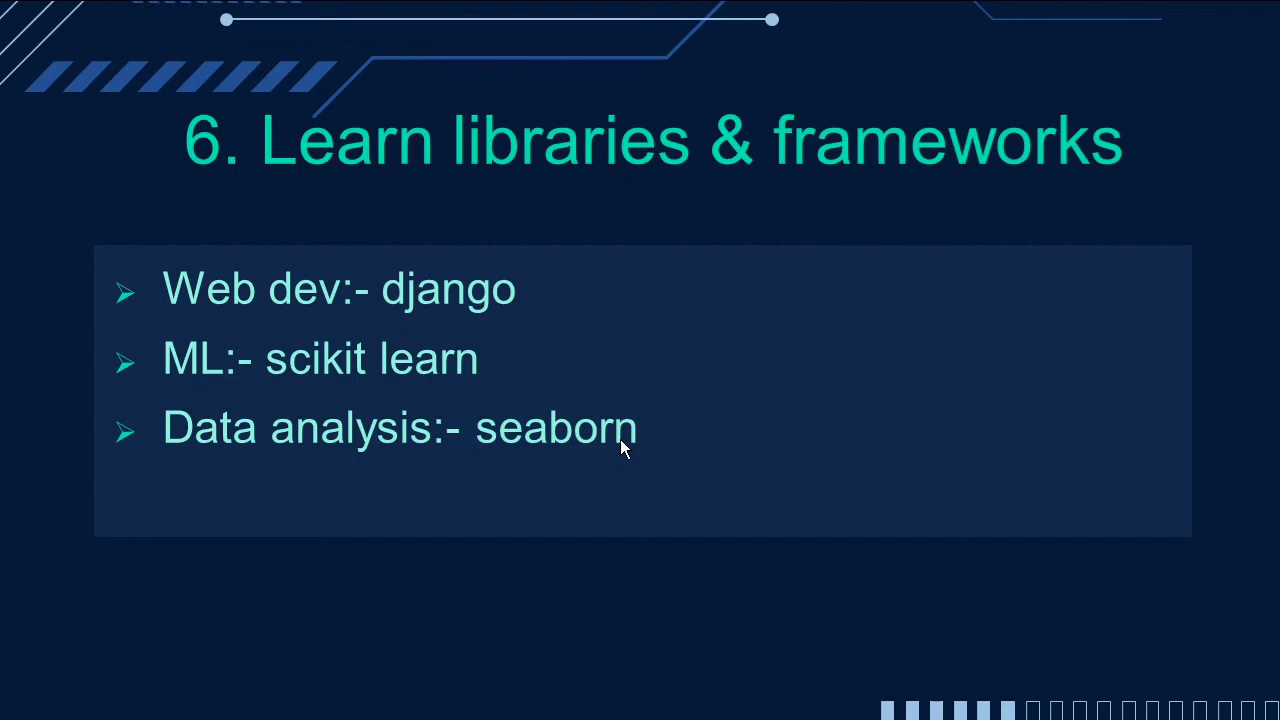 6. Learn libraries & frameworks
Web dev:- django
ML:- scikit learn
Data analysis:- seaborn